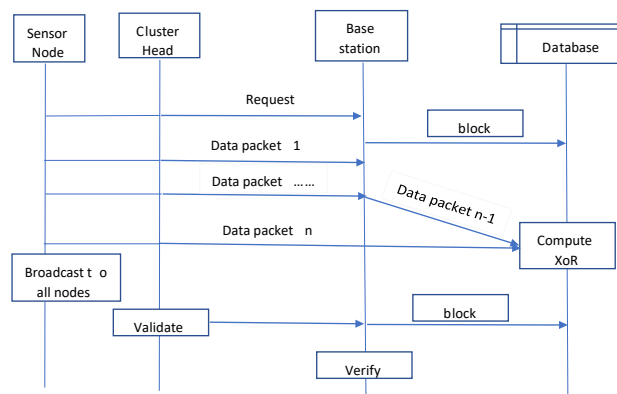 Sensor
Node
Cluster
Head
Base
station
Database
Request
block
Data packet 1
Data packet ......
Data packet n-1
Data packet n
Compute
XoR
Broadcast t o
all nodes
Validate
block
Verify